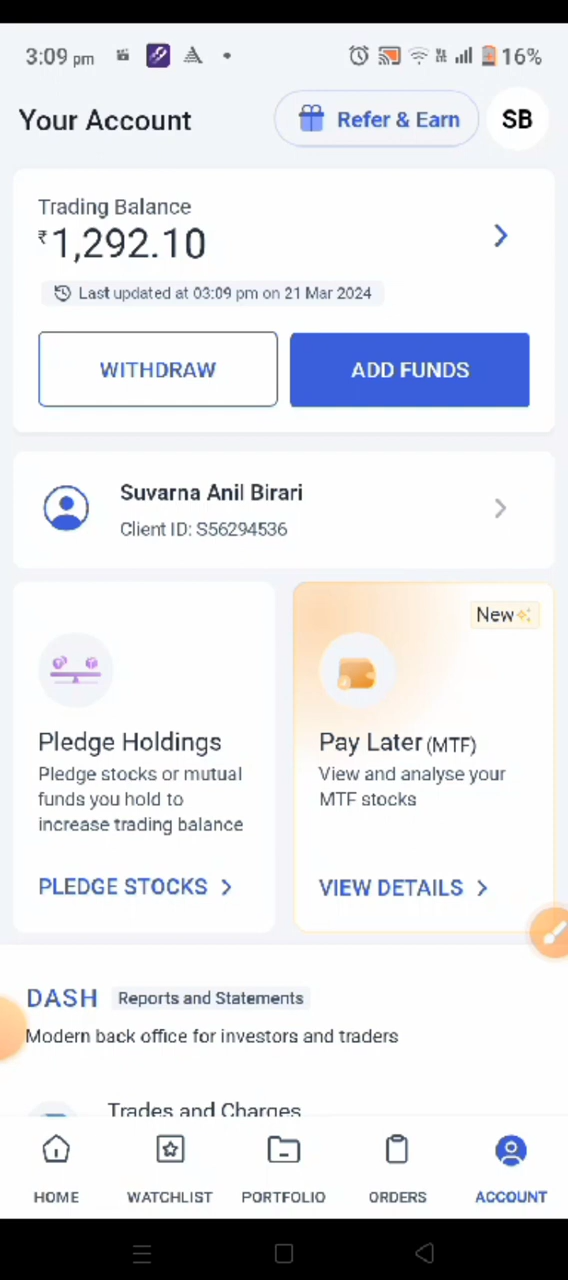 3:09 pm
16%
Your Account
Refer & Earn
SB
Trading Balance
₹1,292.10
Last updated at 03:09 pm on 21 Mar 2024
WITHDRAW
ADD FUNDS
Suvarna Anil Birari
Client ID: S56294536
New
Pledge Holdings
Pledge stocks or mutual
funds you hold to
increase trading balance
PLEDGE STOCKS
Pay Later (MTF)
View and analyse your
MTF stocks
VIEW DETAILS
DASH Reports and Statements
Modern back office for investors and traders
Trades and Charges
HOME
WATCHLIST
PORTFOLIO
ORDERS
ACCOUNT